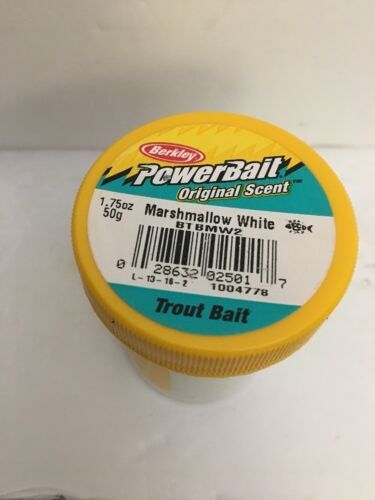 Berkley
PowerBait
Original Scent™
1.75oz Marshmallow White
50g BTBMW2
0 28632 02501 7
L-13-16-2 1004778
Trout Bait